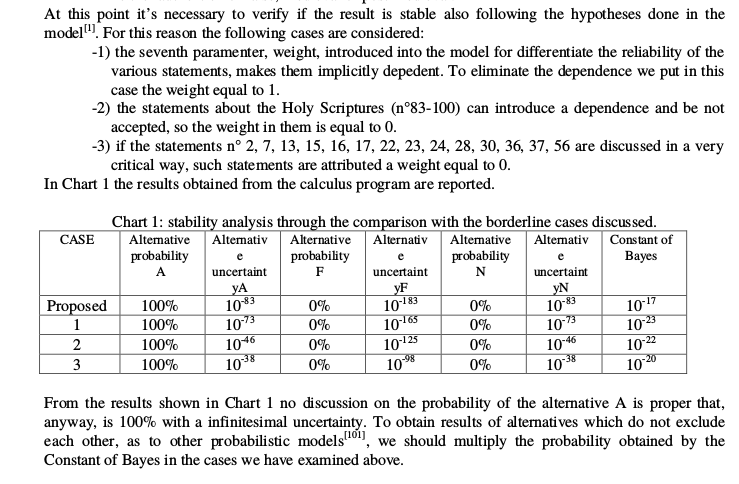 At this point it's necessary to verify if the result is stable also following the hypotheses done in the
model[1]. For this reason the following cases are considered:
-1) the seventh paramenter, weight, introduced into the model for differentiate the reliability of the
various statements, makes them implicitly depedent. To eliminate the dependence we put in this
case the weight equal to 1.
-2) the statements about the Holy Scriptures (n°83-100) can introduce a dependence and be not
accepted, so the weight in them is equal to 0.
-3) if the statements n° 2, 7, 13, 15, 16, 17, 22, 23, 24, 28, 30, 36, 37, 56 are discussed in a very
critical way, such statements are attributed a weight equal to 0.
In Chart 1 the results obtained from the calculus program are reported.
Chart 1: stability analysis through the comparison with the borderline cases discussed.
CASE Alternative Alternativ Alternative Alternativ Alternative Alternativ Constant of
probability e probability e probability e Bayes
A uncertaint F uncertaint N uncertaint
yA yF yN
Proposed 100% 10-83 0% 10-183 0% 10-83 10-17
1 100% 10-73 0% 10-165 0% 10-73 10-23
2 100% 10-46 0% 10-125 0% 10-46 10-22
3 100% 10-38 0% 10-98 0% 10-38 10-20
From the results shown in Chart 1 no discussion on the probability of the alternative A is proper that,
anyway, is 100% with a infinitesimal uncertainty. To obtain results of alternatives which do not exclude
each other, as to other probabilistic models[101], we should multiply the probability obtained by the
Constant of Bayes in the cases we have examined above.